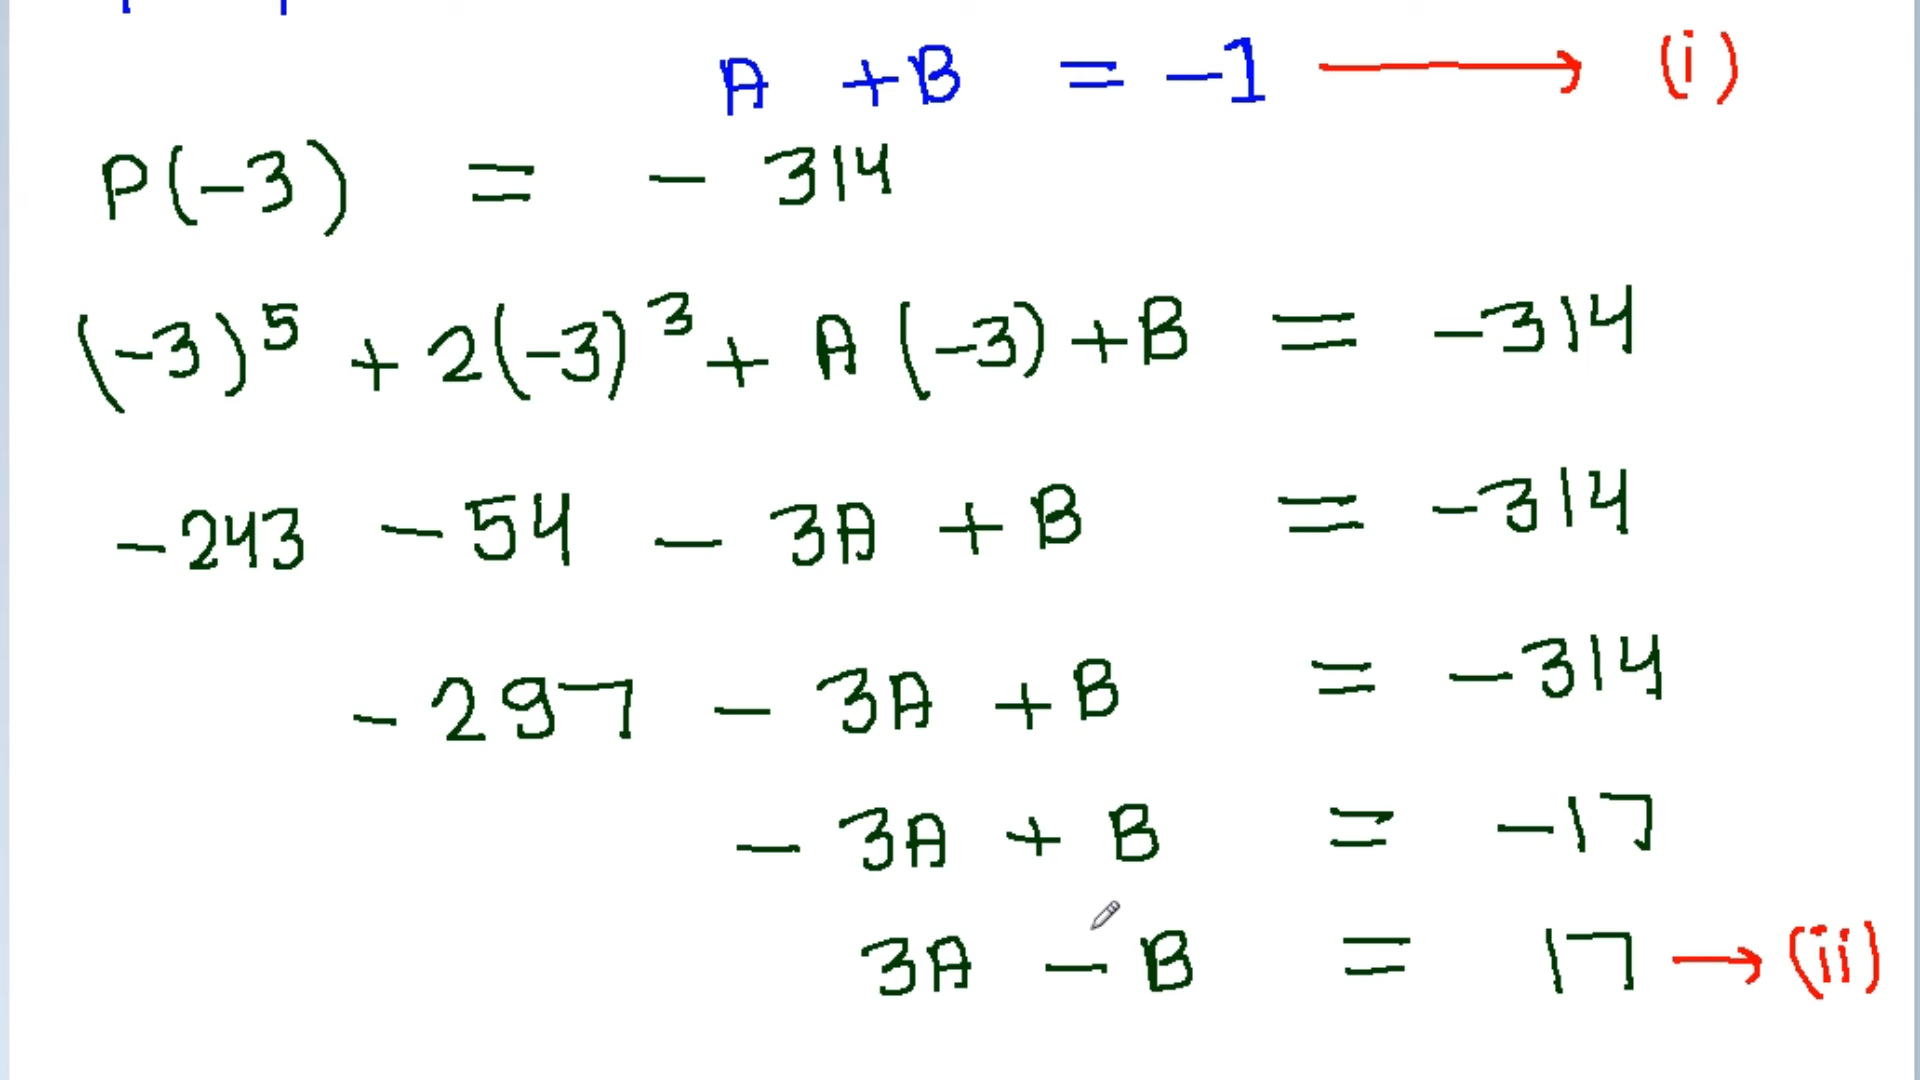 A + B = -1 → (i)
P(-3) = - 314
(-3)⁵ + 2(-3)³ + A(-3) + B = -314
-243 - 54 - 3A + B = -314
-297 - 3A + B = -314
- 3A + B = -17
3A - B = 17 → (ii)